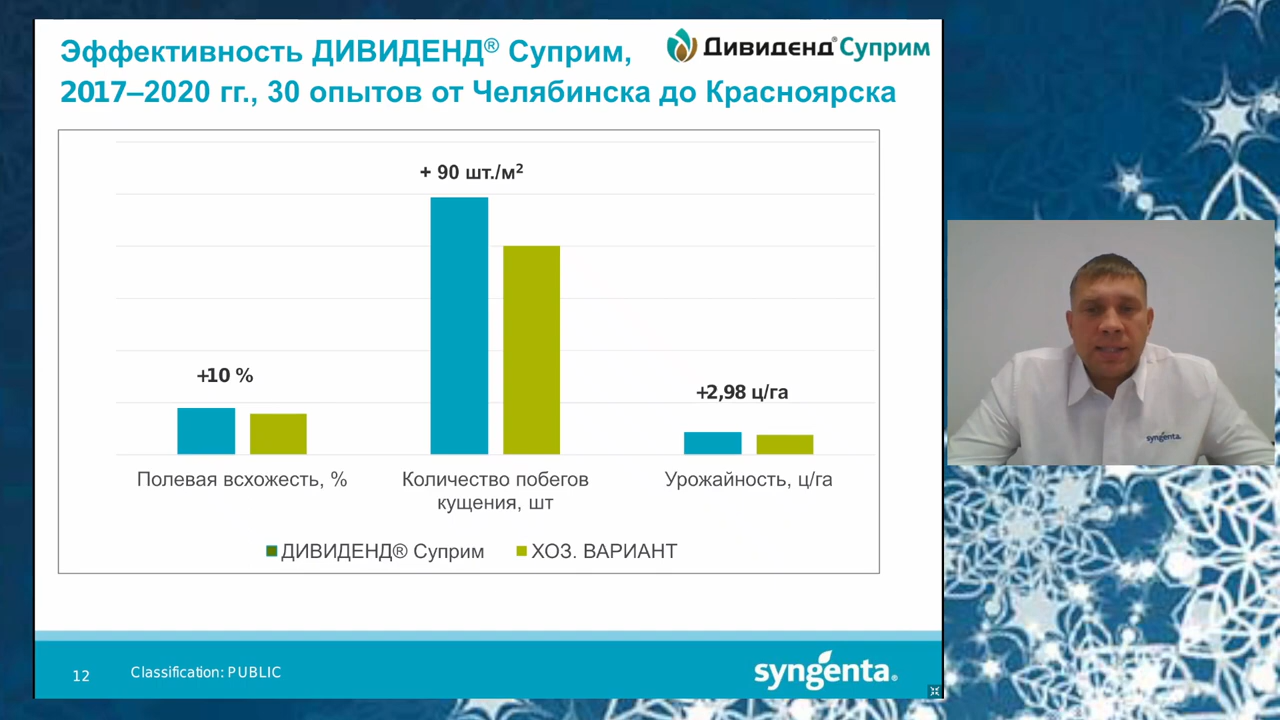 Эффективность ДИВИДЕНД® Суприм,
2017–2020 гг., 30 опытов от Челябинска до Красноярска
Дивиденд® Суприм
+ 90 шт./м²
+10 %
+2,98 ц/га
Полевая всхожесть, %
Количество побегов
кущения, шт
Урожайность, ц/га
ДИВИДЕНД® Суприм
ХОЗ. ВАРИАНТ
12
Classification: PUBLIC
syngenta®
syngenta